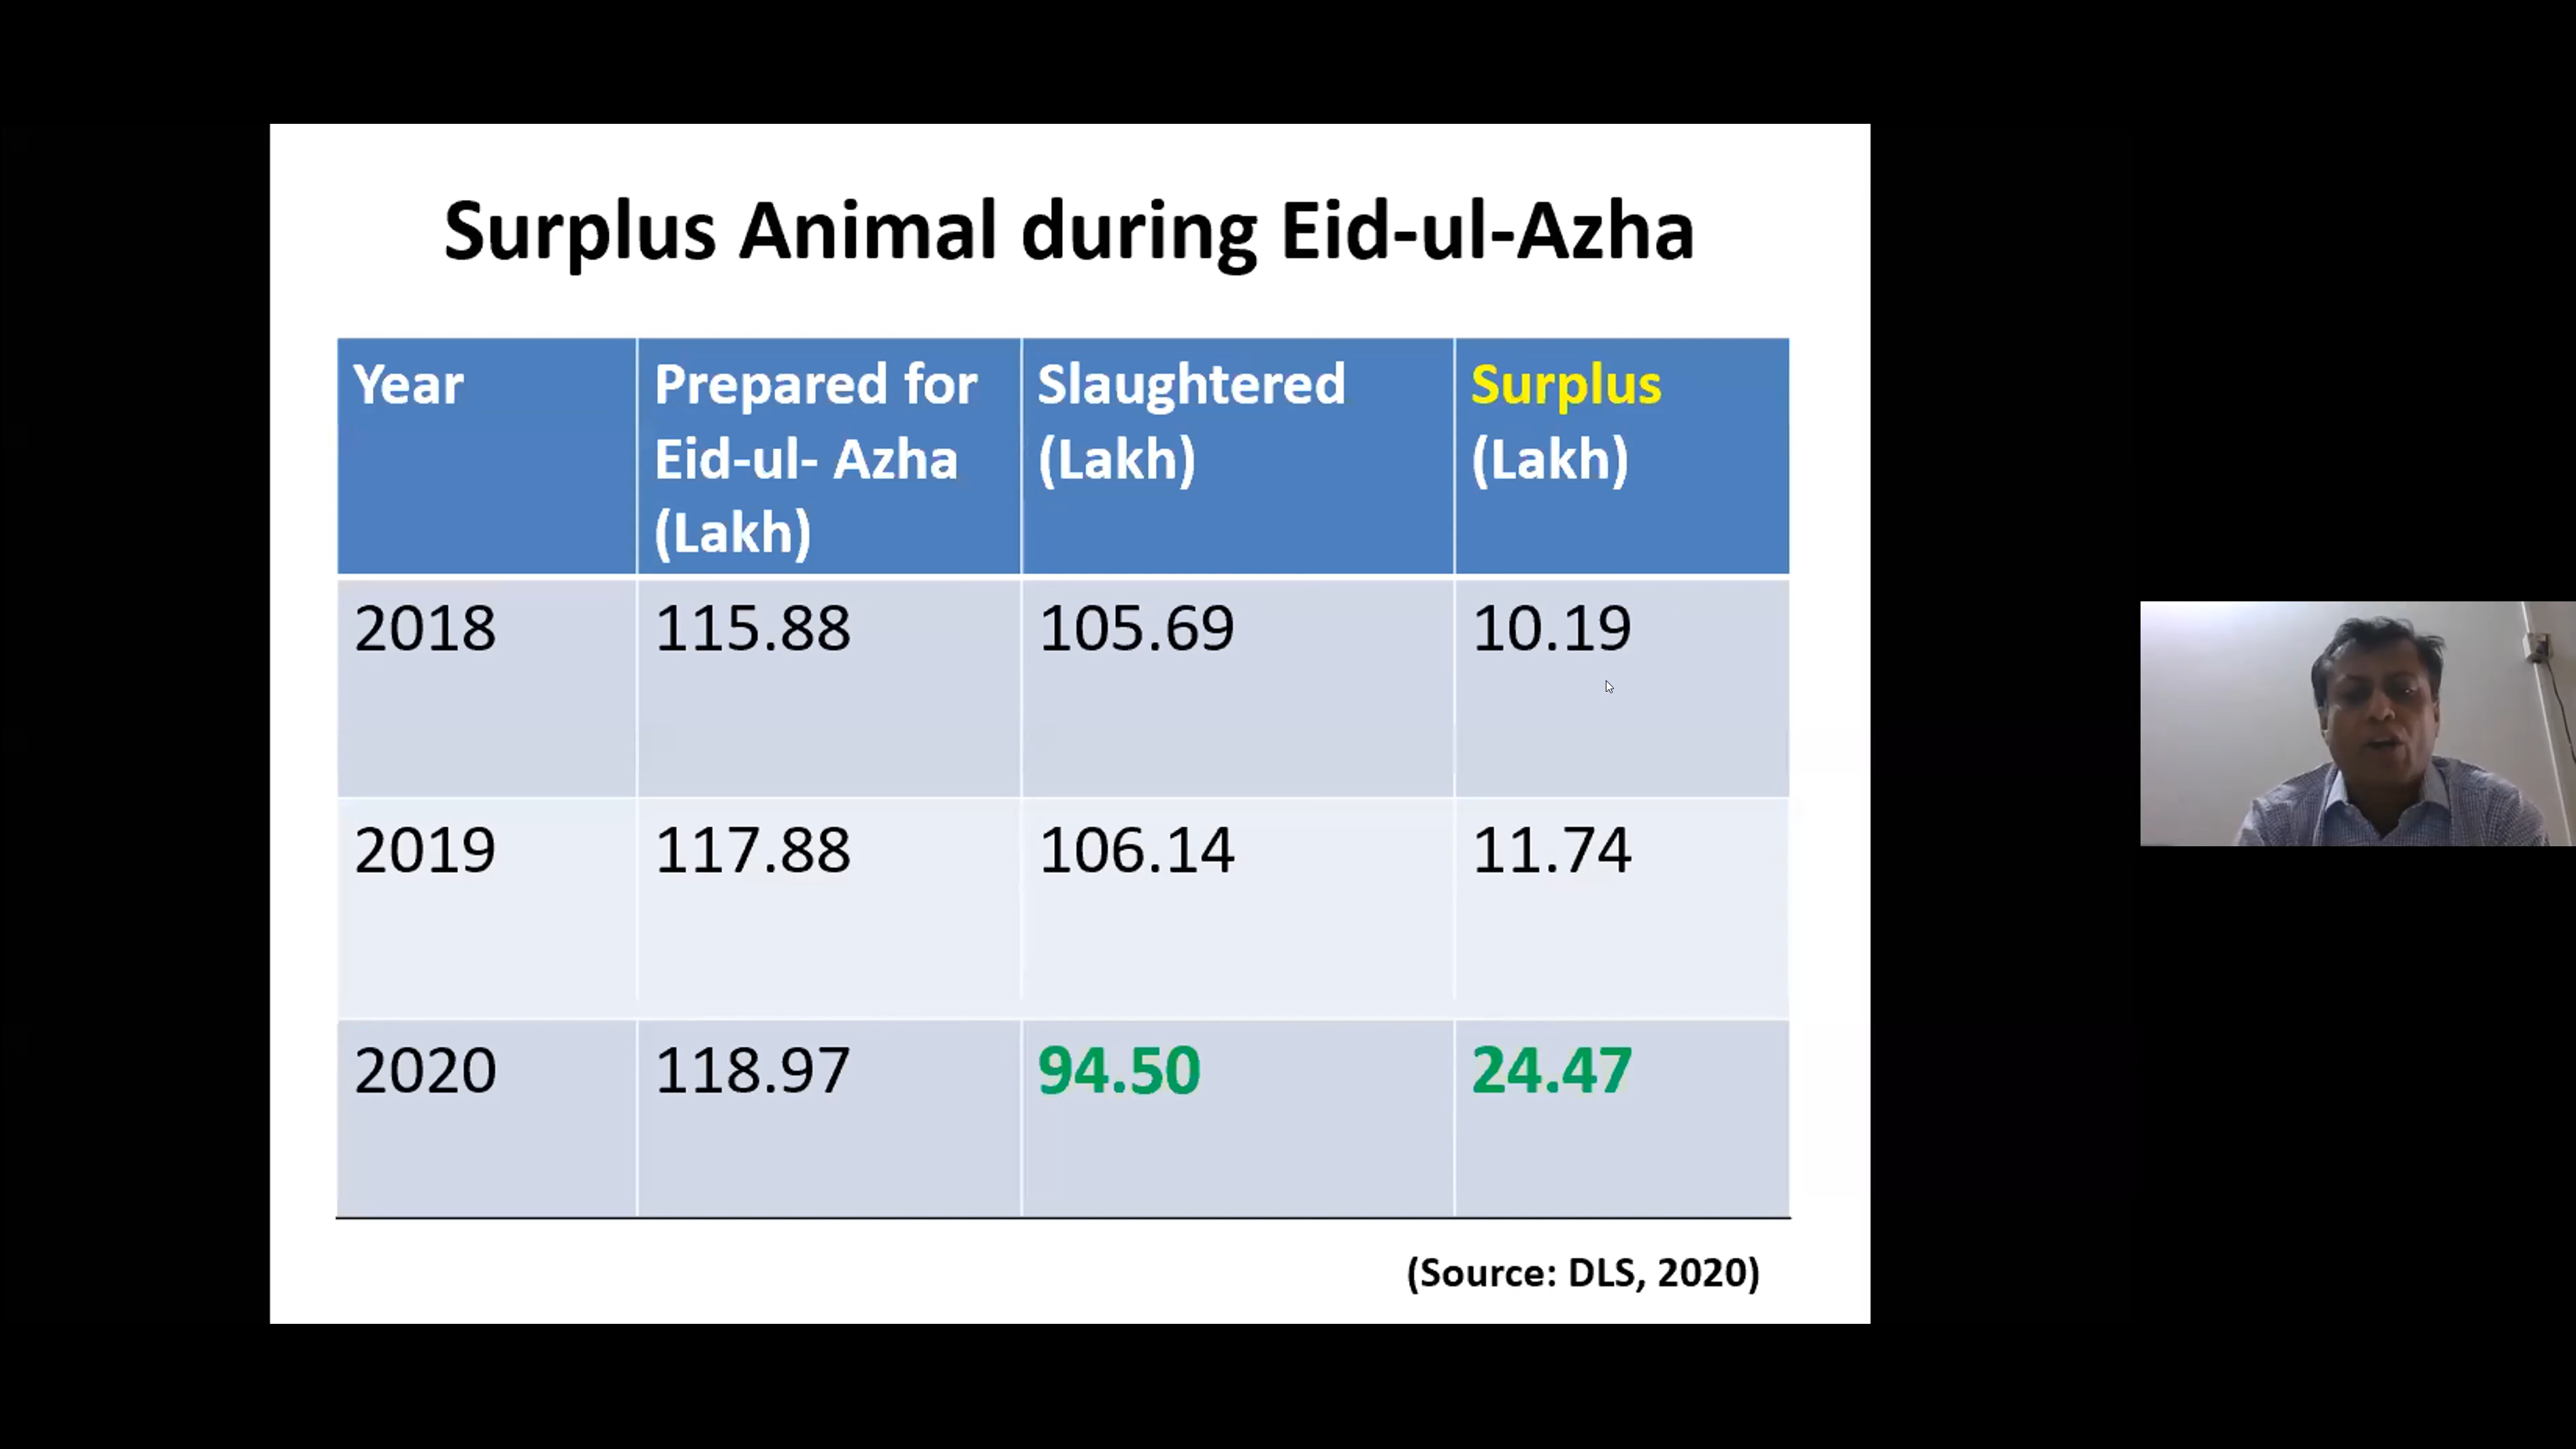 Surplus Animal during Eid-ul-Azha
Year
Prepared for
Eid-ul- Azha
(Lakh)
Slaughtered
(Lakh)
Surplus
(Lakh)
2018
115.88
105.69
10.19
2019
117.88
106.14
11.74
2020
118.97
94.50
24.47
(Source: DLS, 2020)